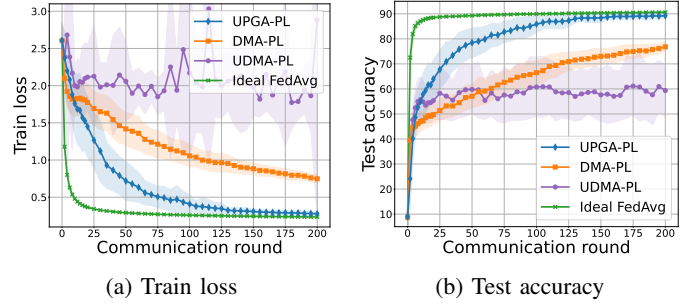 3.0
2.5
2.0
1.5
1.0
0.5
Train loss
0 25 50 75 100 125 150 175 200
Communication round
UPGA-PL
DMA-PL
UDMA-PL
Ideal FedAvg
(a) Train loss
90
80
70
60
50
40
30
20
10
Test accuracy
0 25 50 75 100 125 150 175 200
Communication round
UPGA-PL
DMA-PL
UDMA-PL
Ideal FedAvg
(b) Test accuracy